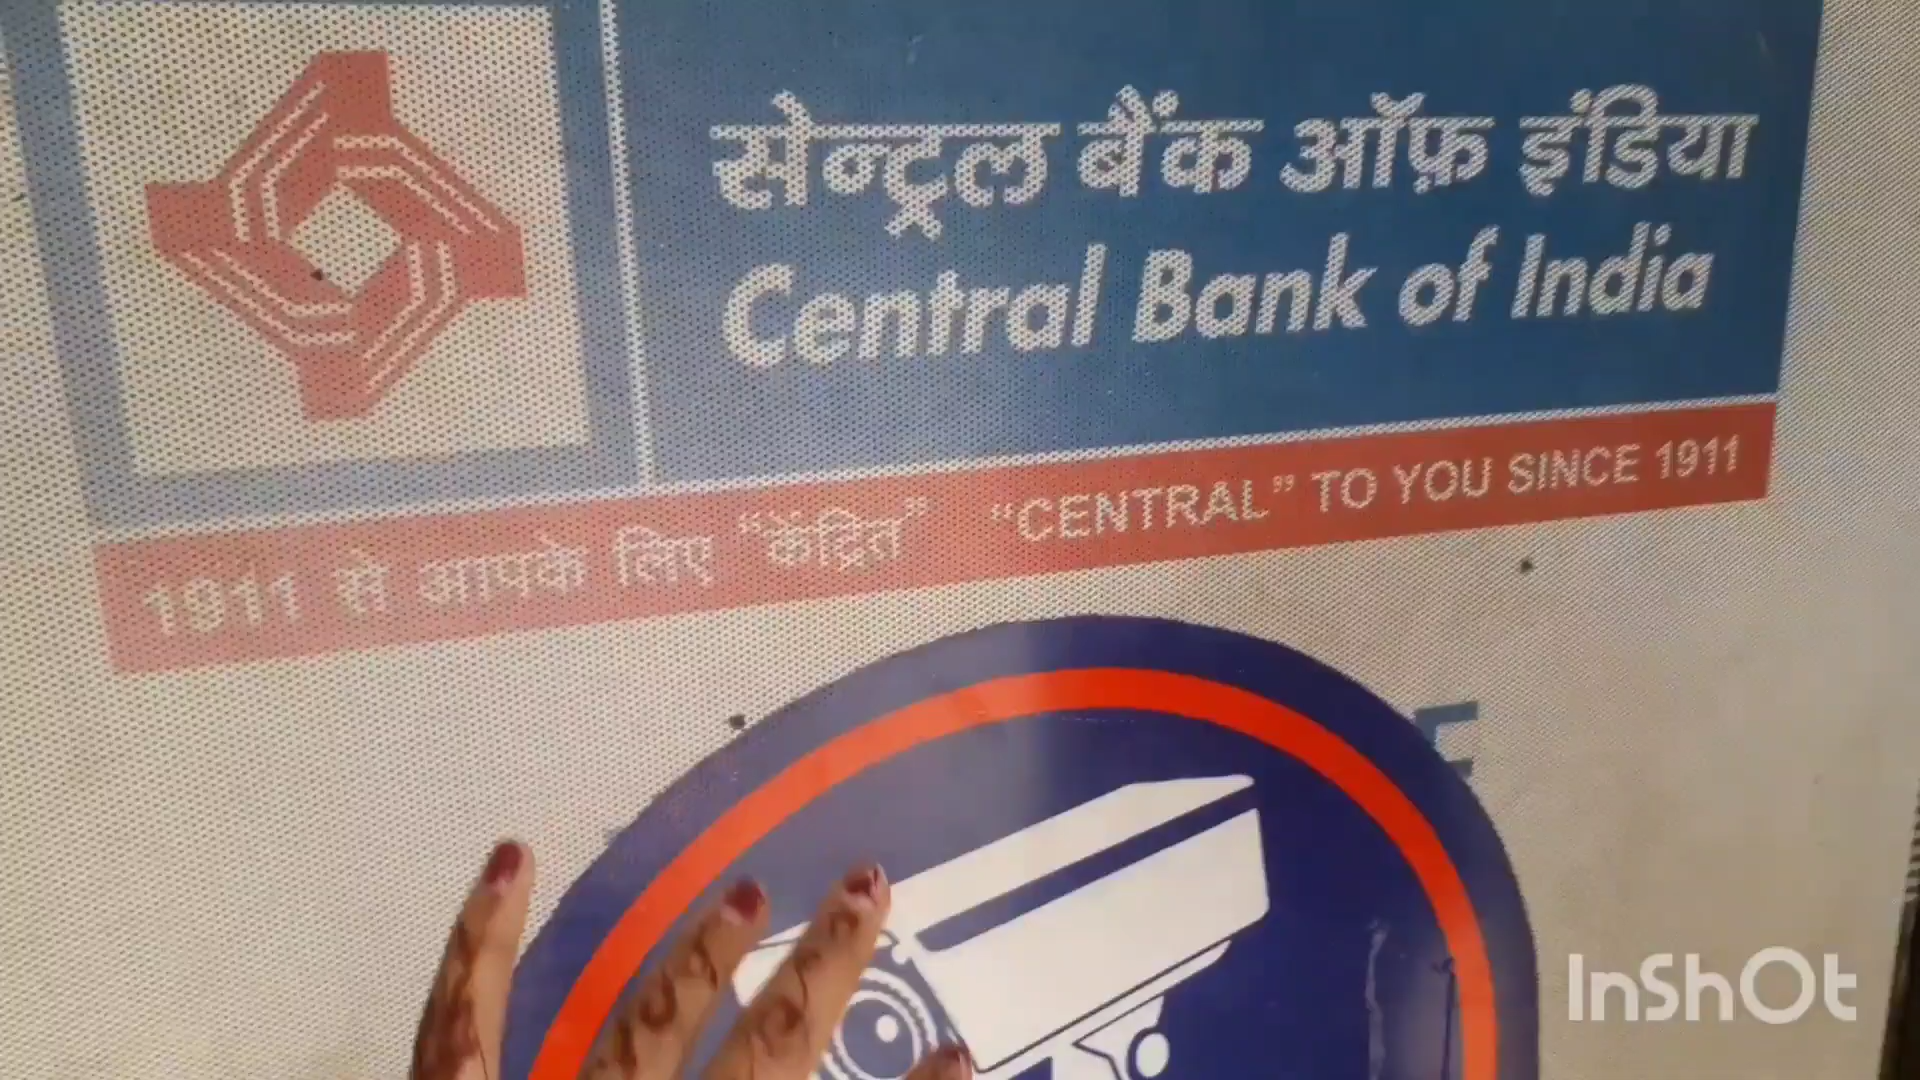 सेन्ट्रल बैंक ऑफ़ इंडिया
Central Bank of India
1911 से आपके लिए “केंद्रित” “CENTRAL” TO YOU SINCE 1911
InShOt